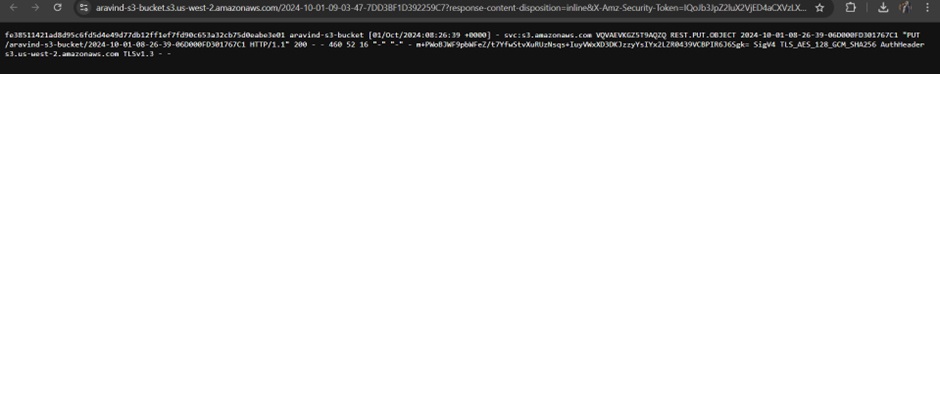 aravind-s3-bucket.s3.us-west-2.amazonaws.com/2024-10-01-09-03-47-7DD3BF1D392259C7?response-content-disposition=inline&X-Amz-Security-Token=IQoJb3JpZ2luX2VjED4aCXVzLX...
fe38511421ad8d95c6fd5d4e49d77db12ff1ef7fd90c653a32cb75d0eabe3e01 aravind-s3-bucket [01/Oct/2024:08:26:39 +0000] - svc:s3.amazonaws.com VQVAEVKGZ5T9AQZQ REST.PUT.OBJECT 2024-10-01-08-26-39-06D000FD301767C1 "PUT
/aravind-s3-bucket/2024-10-01-08-26-39-06D000FD301767C1 HTTP/1.1" 200 - - 460 52 16 "-" "-" - SigV4 TLS_AES_128_GCM_SHA256 AuthHeader
s3.us-west-2.amazonaws.com TLSv1.3 - -